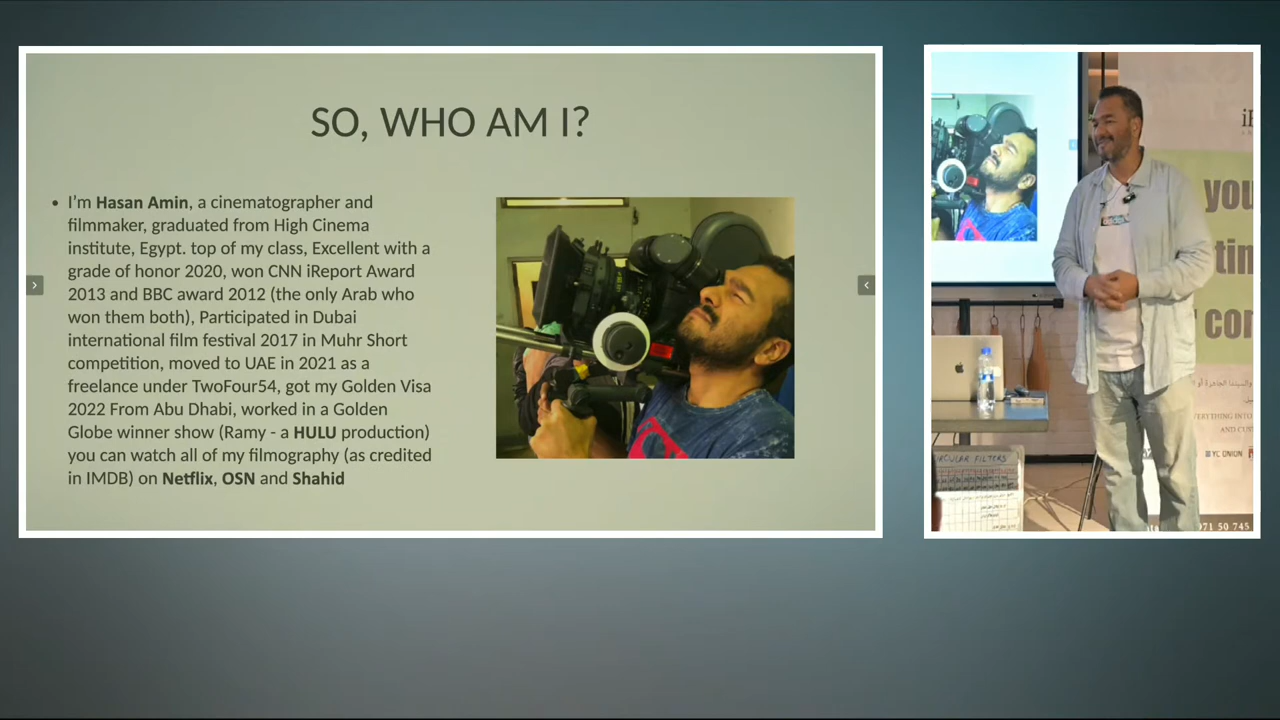 SO, WHO AM I?
• I'm Hasan Amin, a cinematographer and
filmmaker, graduated from High Cinema
institute, Egypt. top of my class, Excellent with a
grade of honor 2020, won CNN iReport Award
2013 and BBC award 2012 (the only Arab who
won them both), Participated in Dubai
international film festival 2017 in Muhr Short
competition, moved to UAE in 2021 as a
freelance under TwoFour54, got my Golden Visa
2022 From Abu Dhabi, worked in a Golden
Globe winner show (Ramy - a HULU production)
you can watch all of my filmography (as credited
in IMDB) on Netflix, OSN and Shahid
you
tin
con
YC ONION
971 50 745